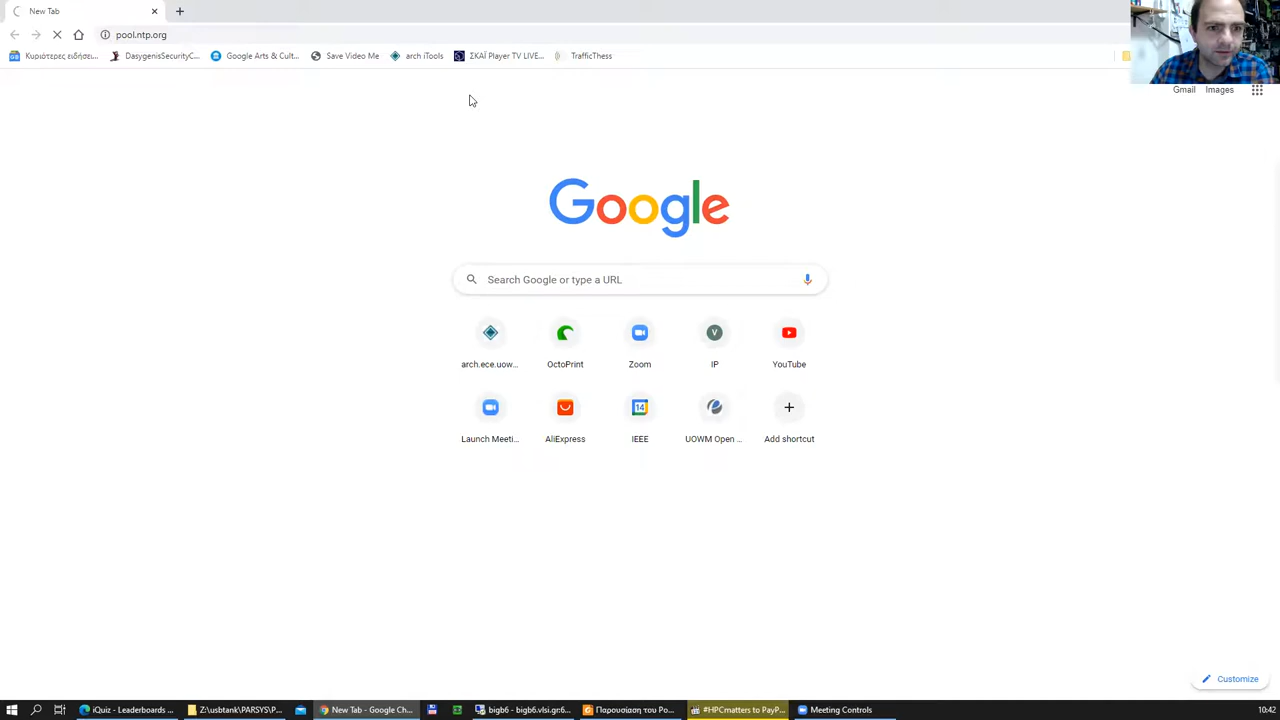 New Tab
pool.ntp.org
Κυριότερες ειδήσει... DasygenisSecurityC... Google Arts & Cult... Save Video Me arch iTools ΣΚΑΪ Player TV LIVE... TrafficThess
Gmail Images
Google
Search Google or type a URL
arch.ece.uow... OctoPrint Zoom V IP YouTube
Launch Meeti... AliExpress 14 IEEE UOWM Open ... Add shortcut
Customize
iQuiz - Leaderboards ... Z:\usbtank\PARSYS\P... New Tab - Google Ch... bigb6 - bigb6.vlsi.gr:6... Παρουσίαση του Po... #HPCmatters to PayP... Meeting Controls 10:42